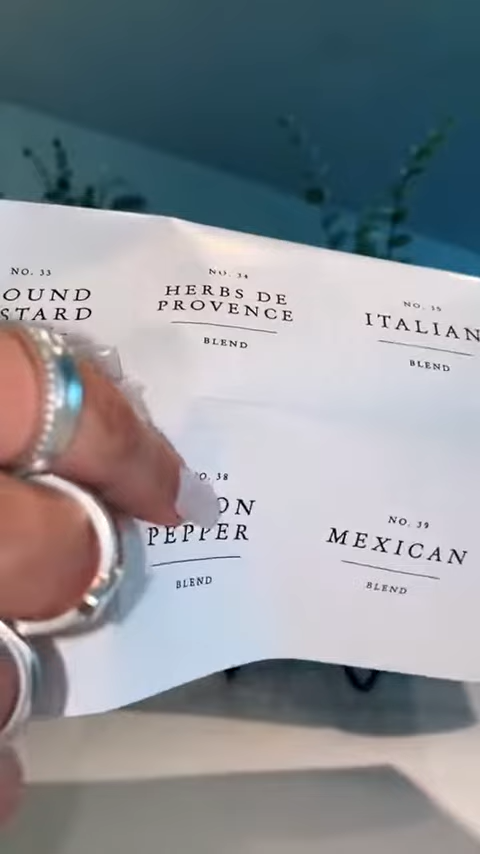 NO. 33
OUND
STARD
NO. 34
HERBS DE
PROVENCE
BLEND
NO. 35
ITALIAN
BLEND
NO. 38
ON
PEPPER
BLEND
NO. 39
MEXICAN
BLEND